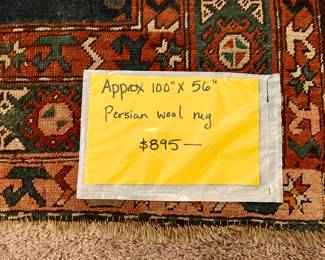 Approx 100" x 56"
Persian wool rug
$895—